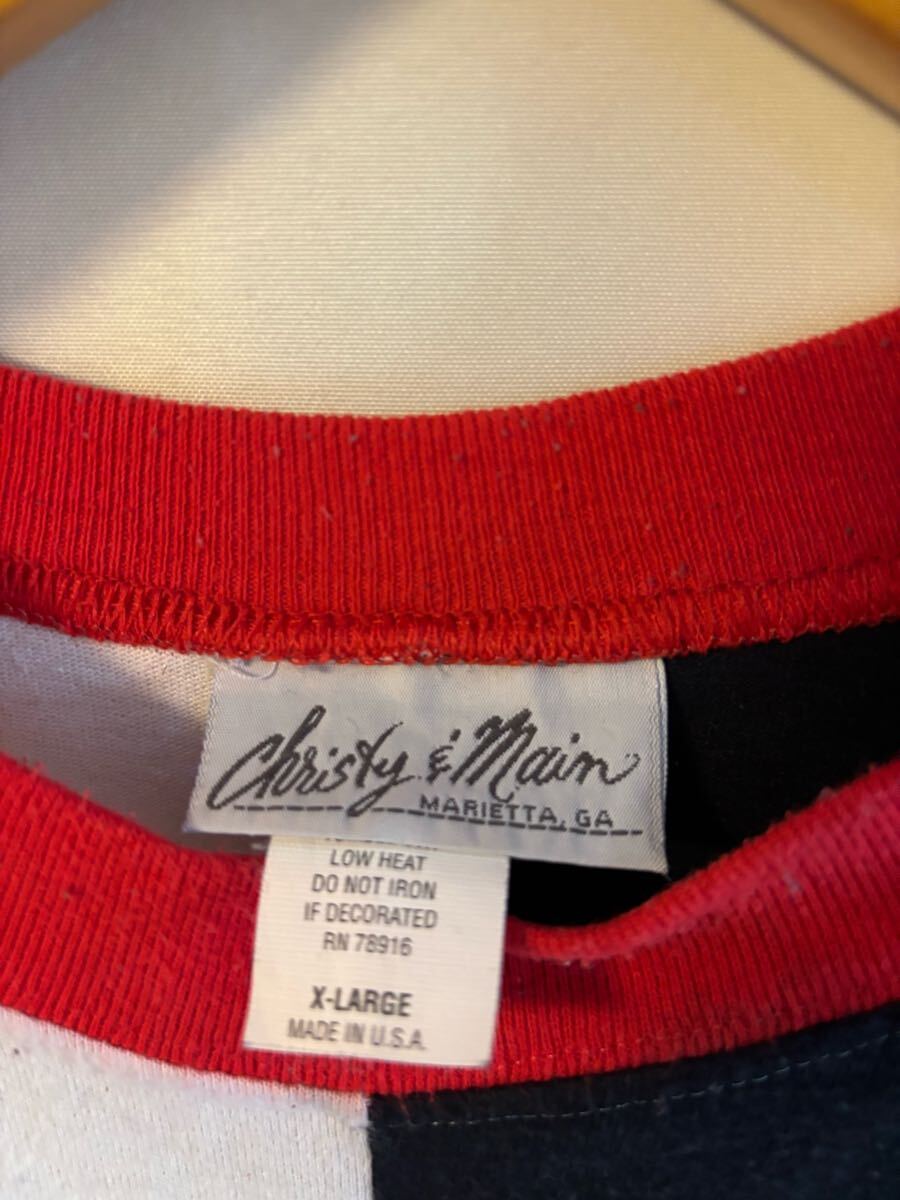 Christy & Main
MARIETTA, GA
LOW HEAT
DO NOT IRON
IF DECORATED
RN 78916
X-LARGE
MADE IN U.S.A.